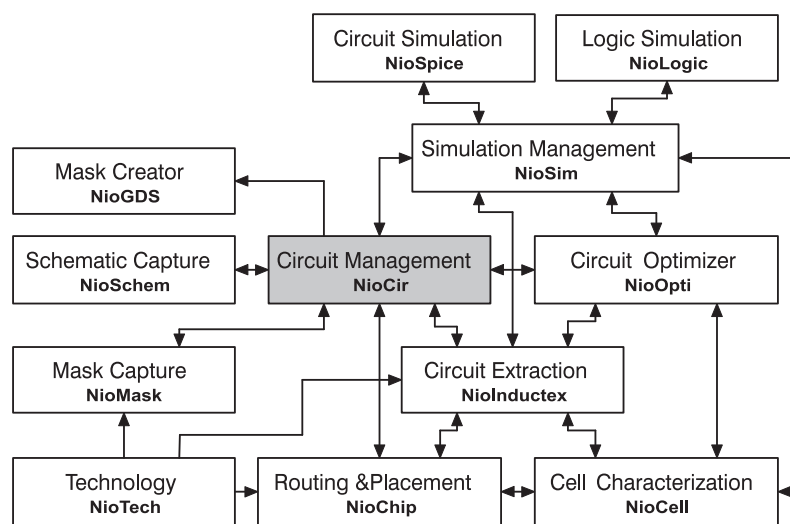 Circuit Simulation
NioSpice
Logic Simulation
NioLogic
Simulation Management
NioSim
Mask Creator
NioGDS
Schematic Capture
NioSchem
Circuit Management
NioCir
Circuit Optimizer
NioOpti
Mask Capture
NioMask
Circuit Extraction
NioInductex
Technology
NioTech
Routing &Placement
NioChip
Cell Characterization
NioCell